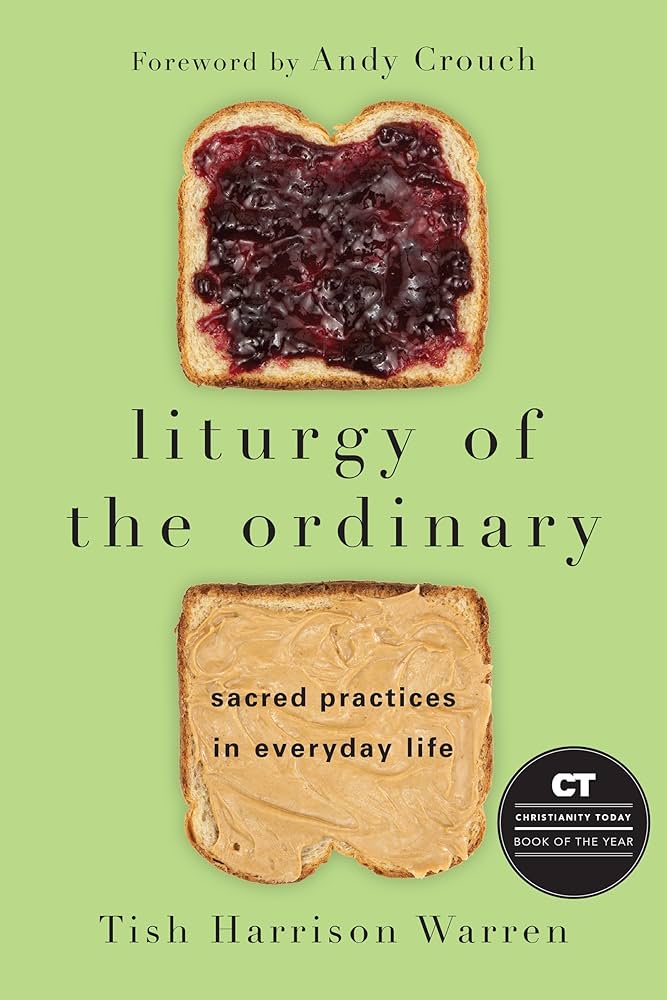 Foreword by Andy Crouch
liturgy of
the ordinary
sacred practices
in everyday life
CT
CHRISTIANITY TODAY
BOOK OF THE YEAR
Tish Harrison Warren